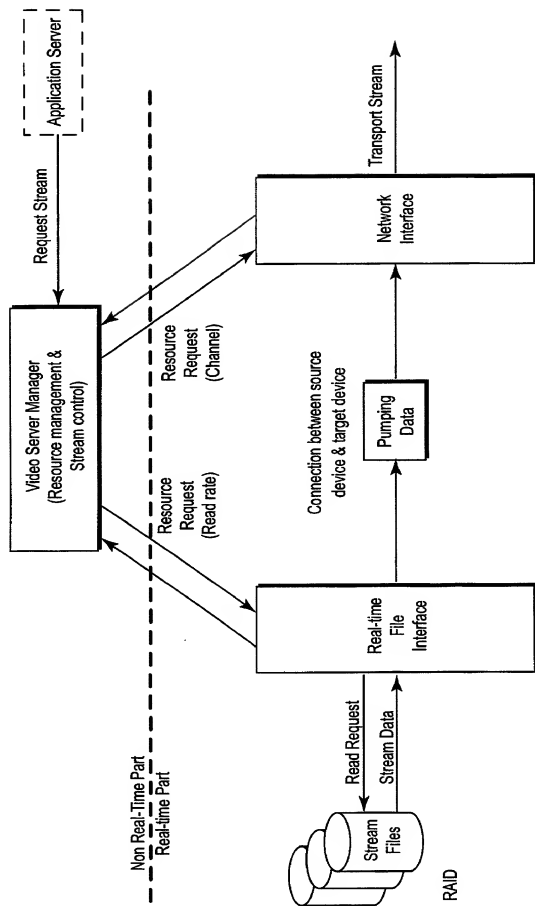 Application Server
Request Stream
Video Server Manager
(Resource management &
Stream control)
Non Real-Time Part
Real-time Part
Resource
Request
(Read rate)
Resource
Request
(Channel)
Connection between source
device & target device
Read Request
Stream Data
Stream
Files
RAID
Real-time
File
Interface
Pumping
Data
Network
Interface
Transport Stream